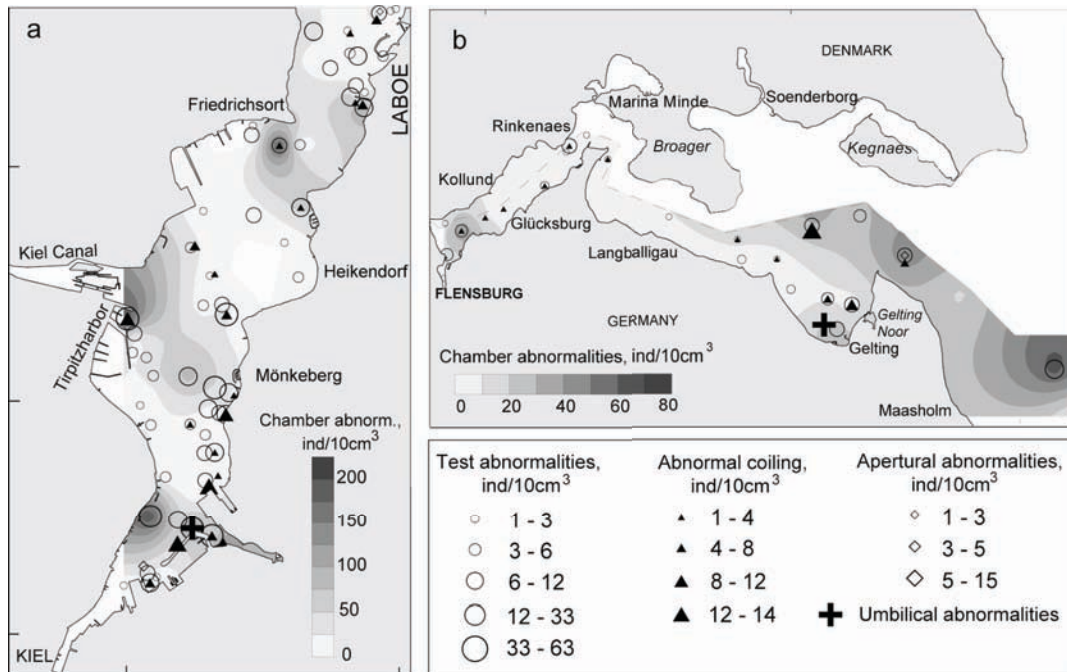 a
LABOE
Friedrichsort
Kiel Canal
Heikendorf
Tirpitzharbor
Mönkeberg
Chamber abnorm.,
ind/10cm³
200
150
100
50
0
KIEL
b
DENMARK
Marina Minde
Soenderborg
Rinkenaes
Broager
Kegnaes
Kollund
Glücksburg
Langballigau
FLENSBURG
GERMANY
Gelting
Noor
Gelting
Chamber abnormalities, ind/10cm³
0 20 40 60 80
Maasholm
Test abnormalities,
ind/10cm³
1 - 3
3 - 6
6 - 12
12 - 33
33 - 63
Abnormal coiling,
ind/10cm³
1 - 4
4 - 8
8 - 12
12 - 14
Apertural abnormalities,
ind/10cm³
1 - 3
3 - 5
5 - 15
Umbilical abnormalities